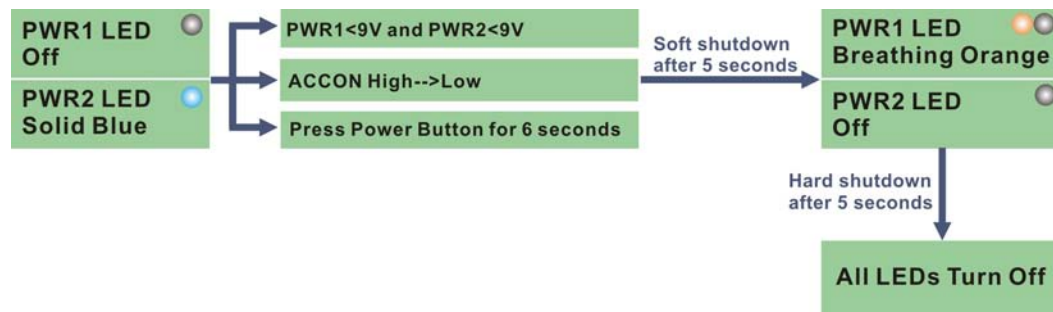 PWR1 LED
Off
PWR2 LED
Solid Blue
PWR1<9V and PWR2<9V
ACCON High-->Low
Press Power Button for 6 seconds
Soft shutdown
after 5 seconds
PWR1 LED
Breathing Orange
PWR2 LED
Off
Hard shutdown
after 5 seconds
All LEDs Turn Off